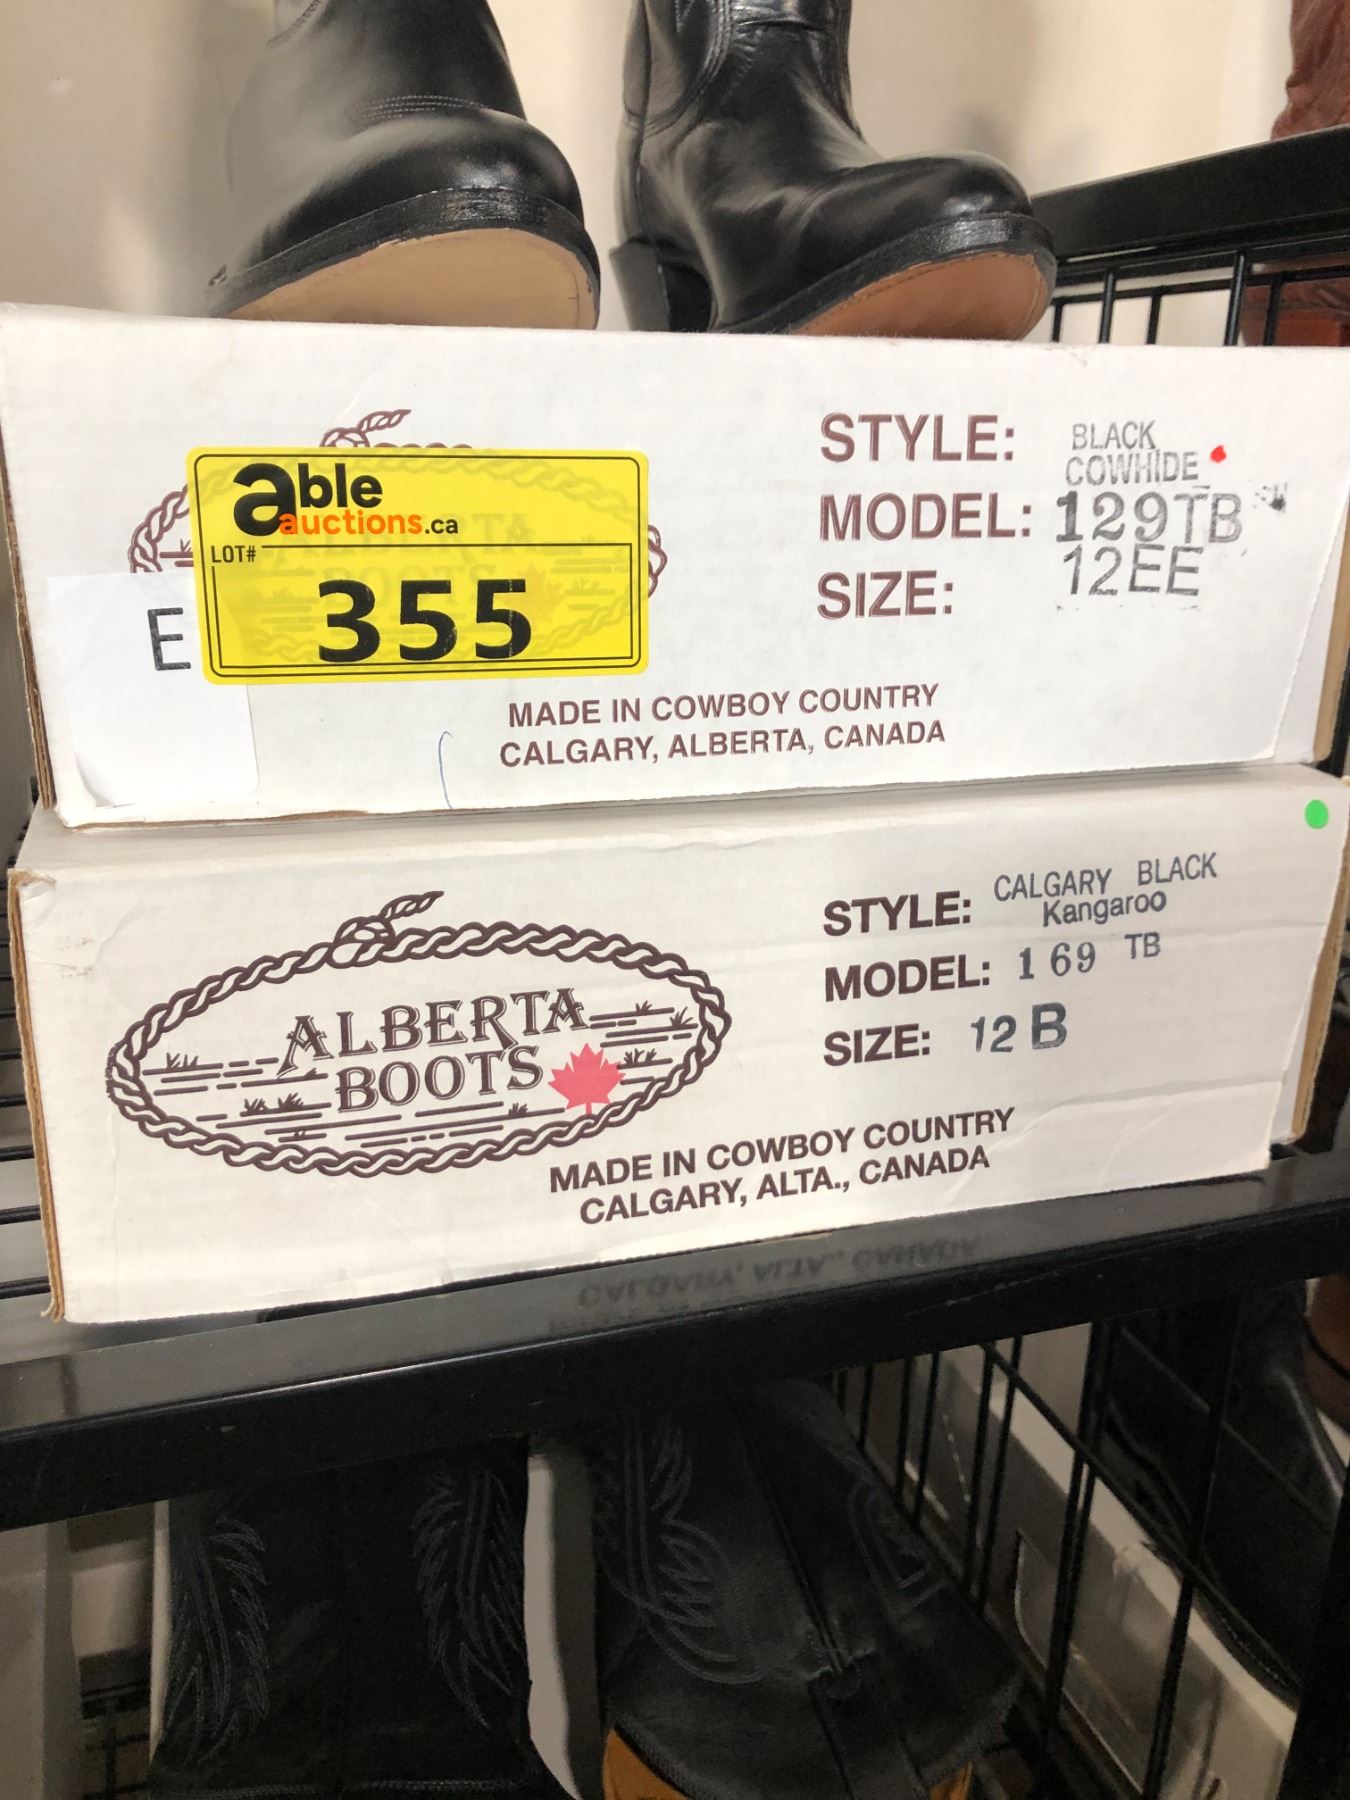 able
auctions.ca
LOT#
355
E
STYLE: BLACK
COWHIDE
MODEL: 129TB
SIZE: 12EE
MADE IN COWBOY COUNTRY
CALGARY, ALBERTA, CANADA
ALBERTA
BOOTS
STYLE: CALGARY BLACK
Kangaroo
MODEL: 169 TB
SIZE: 12 B
MADE IN COWBOY COUNTRY
CALGARY, ALTA., CANADA